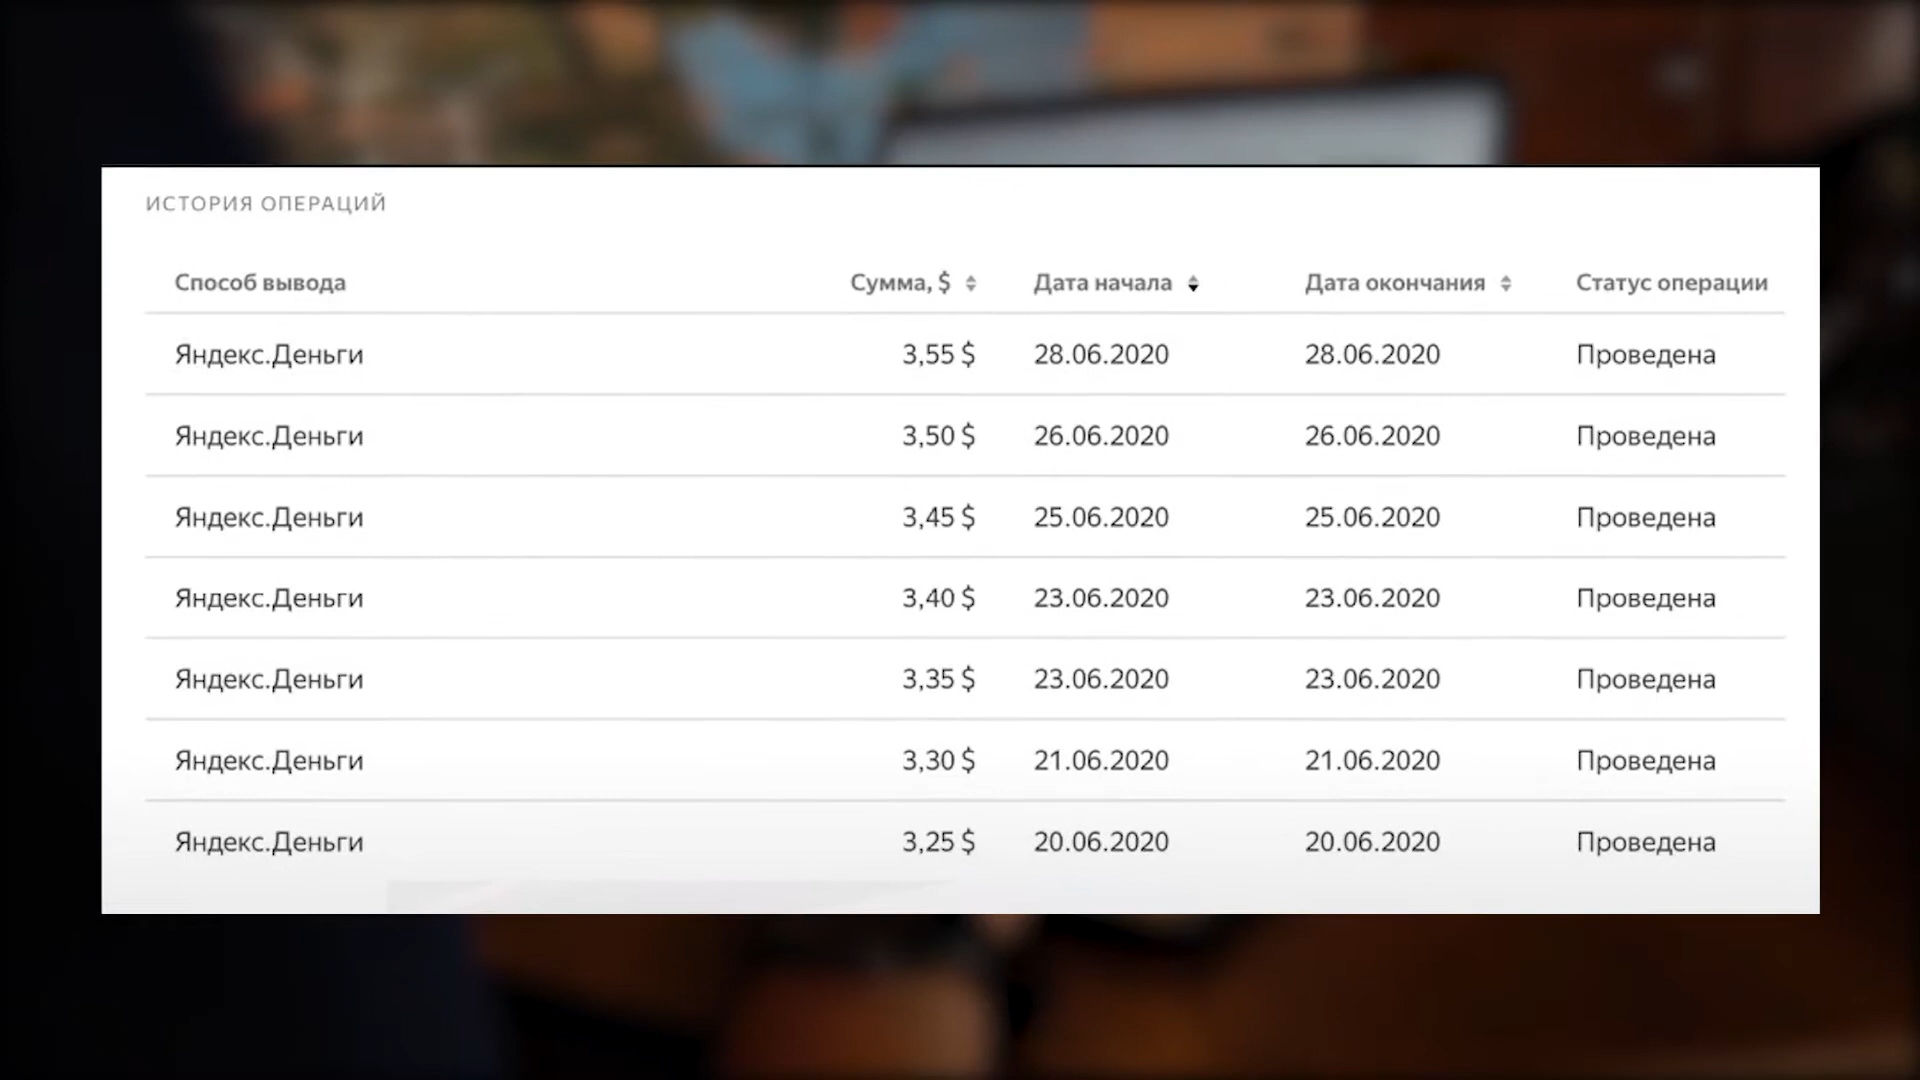 ИСТОРИЯ ОПЕРАЦИЙ
Способ вывода Сумма, $ Дата начала Дата окончания Статус операции
Яндекс.Деньги 3,55 $ 28.06.2020 28.06.2020 Проведена
Яндекс.Деньги 3,50 $ 26.06.2020 26.06.2020 Проведена
Яндекс.Деньги 3,45 $ 25.06.2020 25.06.2020 Проведена
Яндекс.Деньги 3,40 $ 23.06.2020 23.06.2020 Проведена
Яндекс.Деньги 3,35 $ 23.06.2020 23.06.2020 Проведена
Яндекс.Деньги 3,30 $ 21.06.2020 21.06.2020 Проведена
Яндекс.Деньги 3,25 $ 20.06.2020 20.06.2020 Проведена